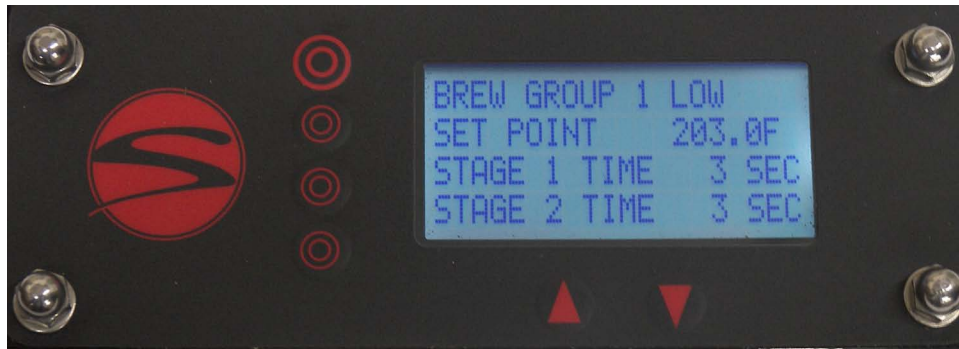 BREW GROUP 1 LOW
SET POINT 203.0F
STAGE 1 TIME 3 SEC
STAGE 2 TIME 3 SEC